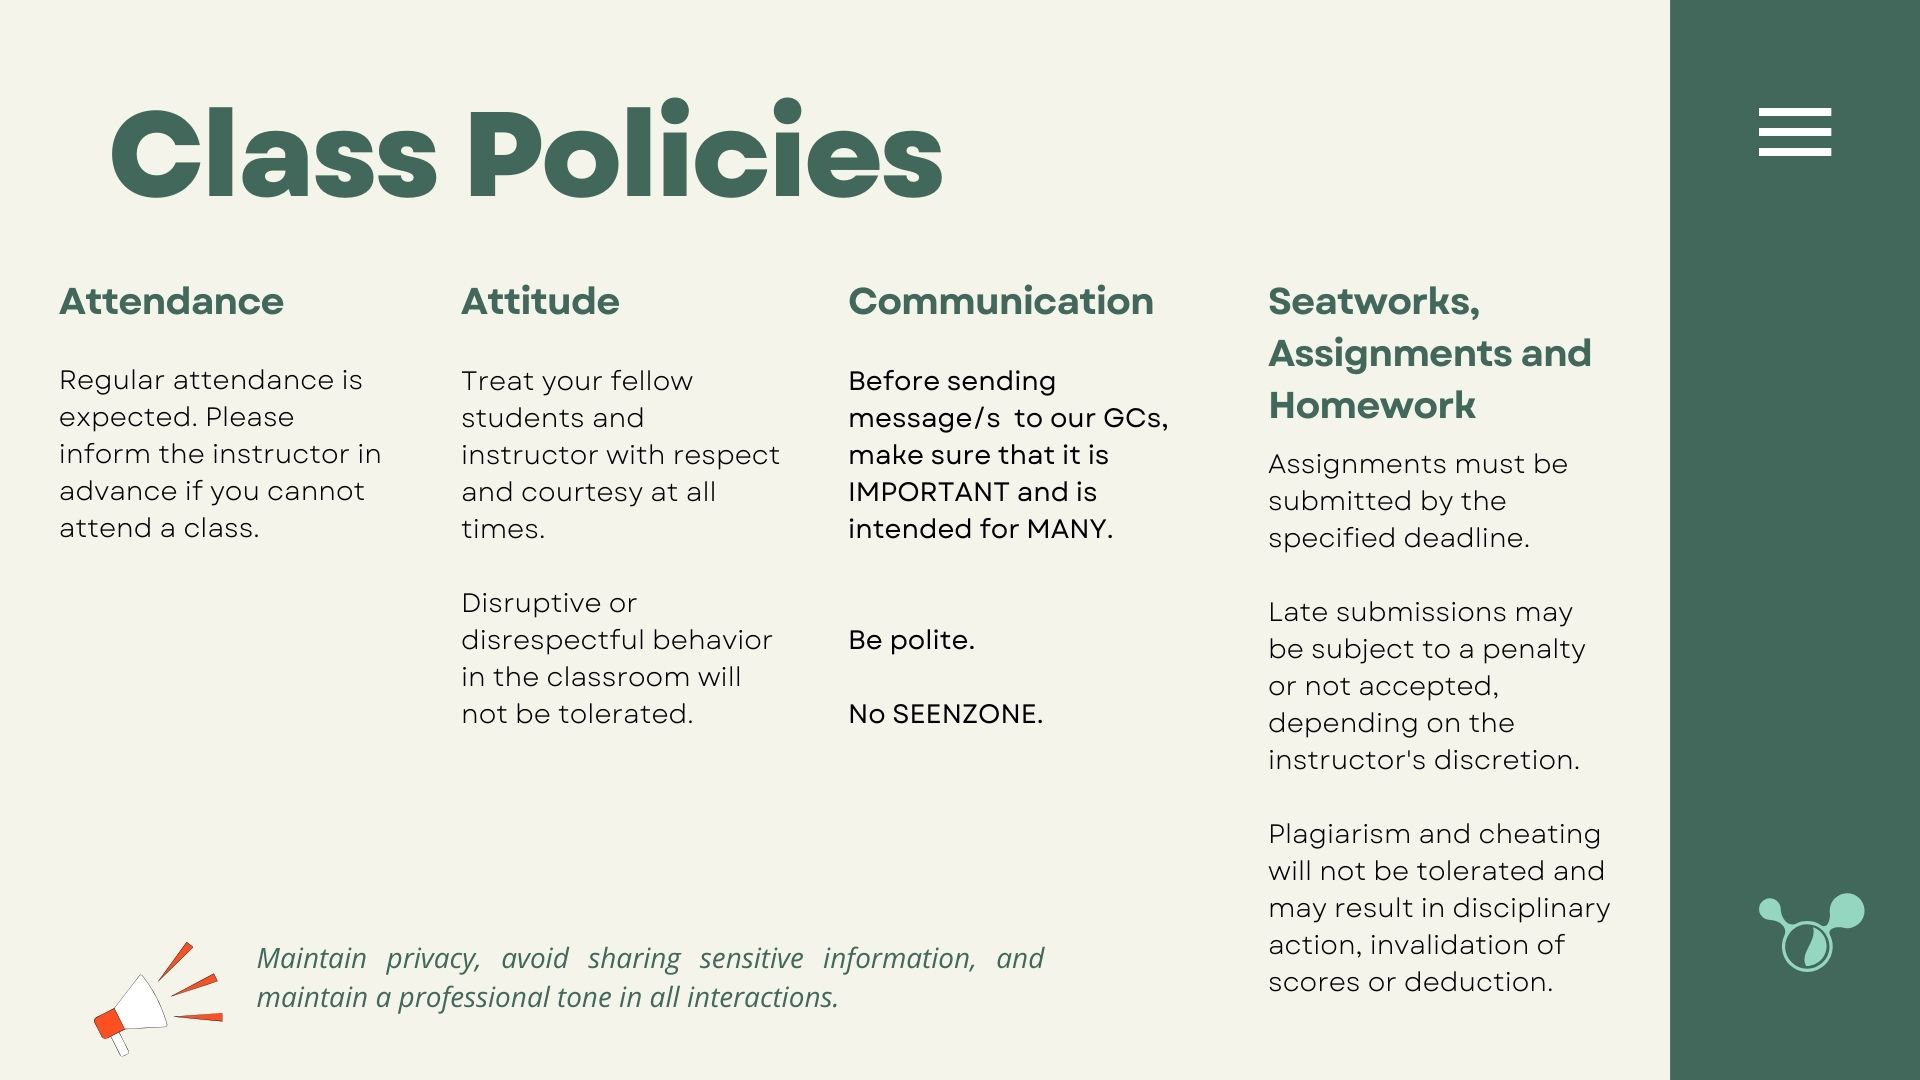 Class Policies
Attendance
Regular attendance is
expected. Please
inform the instructor in
advance if you cannot
attend a class.
Attitude
Treat your fellow
students and
instructor with respect
and courtesy at all
times.
Disruptive or
disrespectful behavior
in the classroom will
not be tolerated.
Communication
Before sending
message/s  to our GCs,
make sure that it is
IMPORTANT and is
intended for MANY.
Be polite.
No SEENZONE.
Seatworks,
Assignments and
Homework
Assignments must be
submitted by the
specified deadline.
Late submissions may
be subject to a penalty
or not accepted,
depending on the
instructor's discretion.
Plagiarism and cheating
will not be tolerated and
may result in disciplinary
action, invalidation of
scores or deduction.
Maintain privacy, avoid sharing sensitive information, and
maintain a professional tone in all interactions.